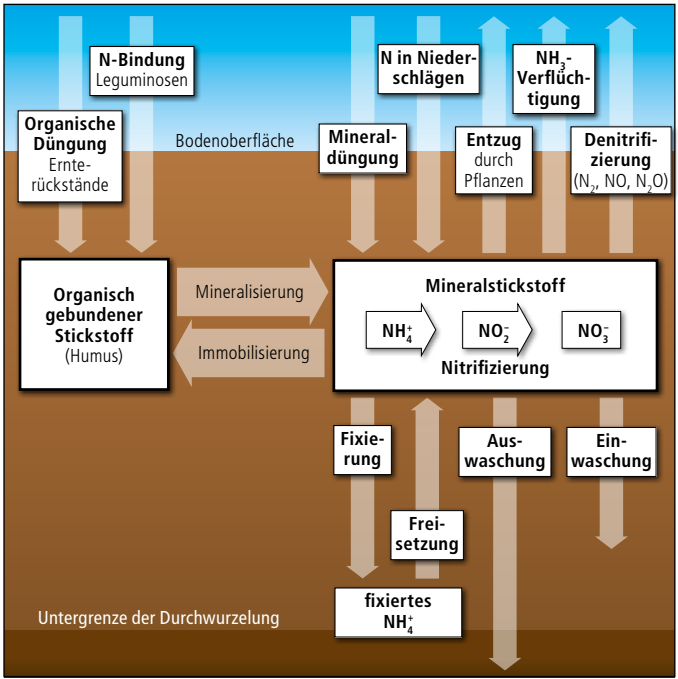 N-Bindung
Leguminosen
N in Nieder-
schlägen
NH₃-
Verflüch-
tigung
Organische
Düngung
Ernte-
rückstände
Bodenoberfläche
Mineral-
düngung
Entzug
durch
Pflanzen
Denitrifi-
zierung
(N₂, NO, N₂O)
Organisch
gebundener
Stickstoff
(Humus)
Mineralisierung
Immobilisierung
Mineralstickstoff
NH₄⁺
NO₂⁻
NO₃⁻
Nitrifizierung
Fixie-
rung
Aus-
waschung
Ein-
waschung
Frei-
setzung
fixiertes
NH₄⁺
Untergrenze der Durchwurzelung